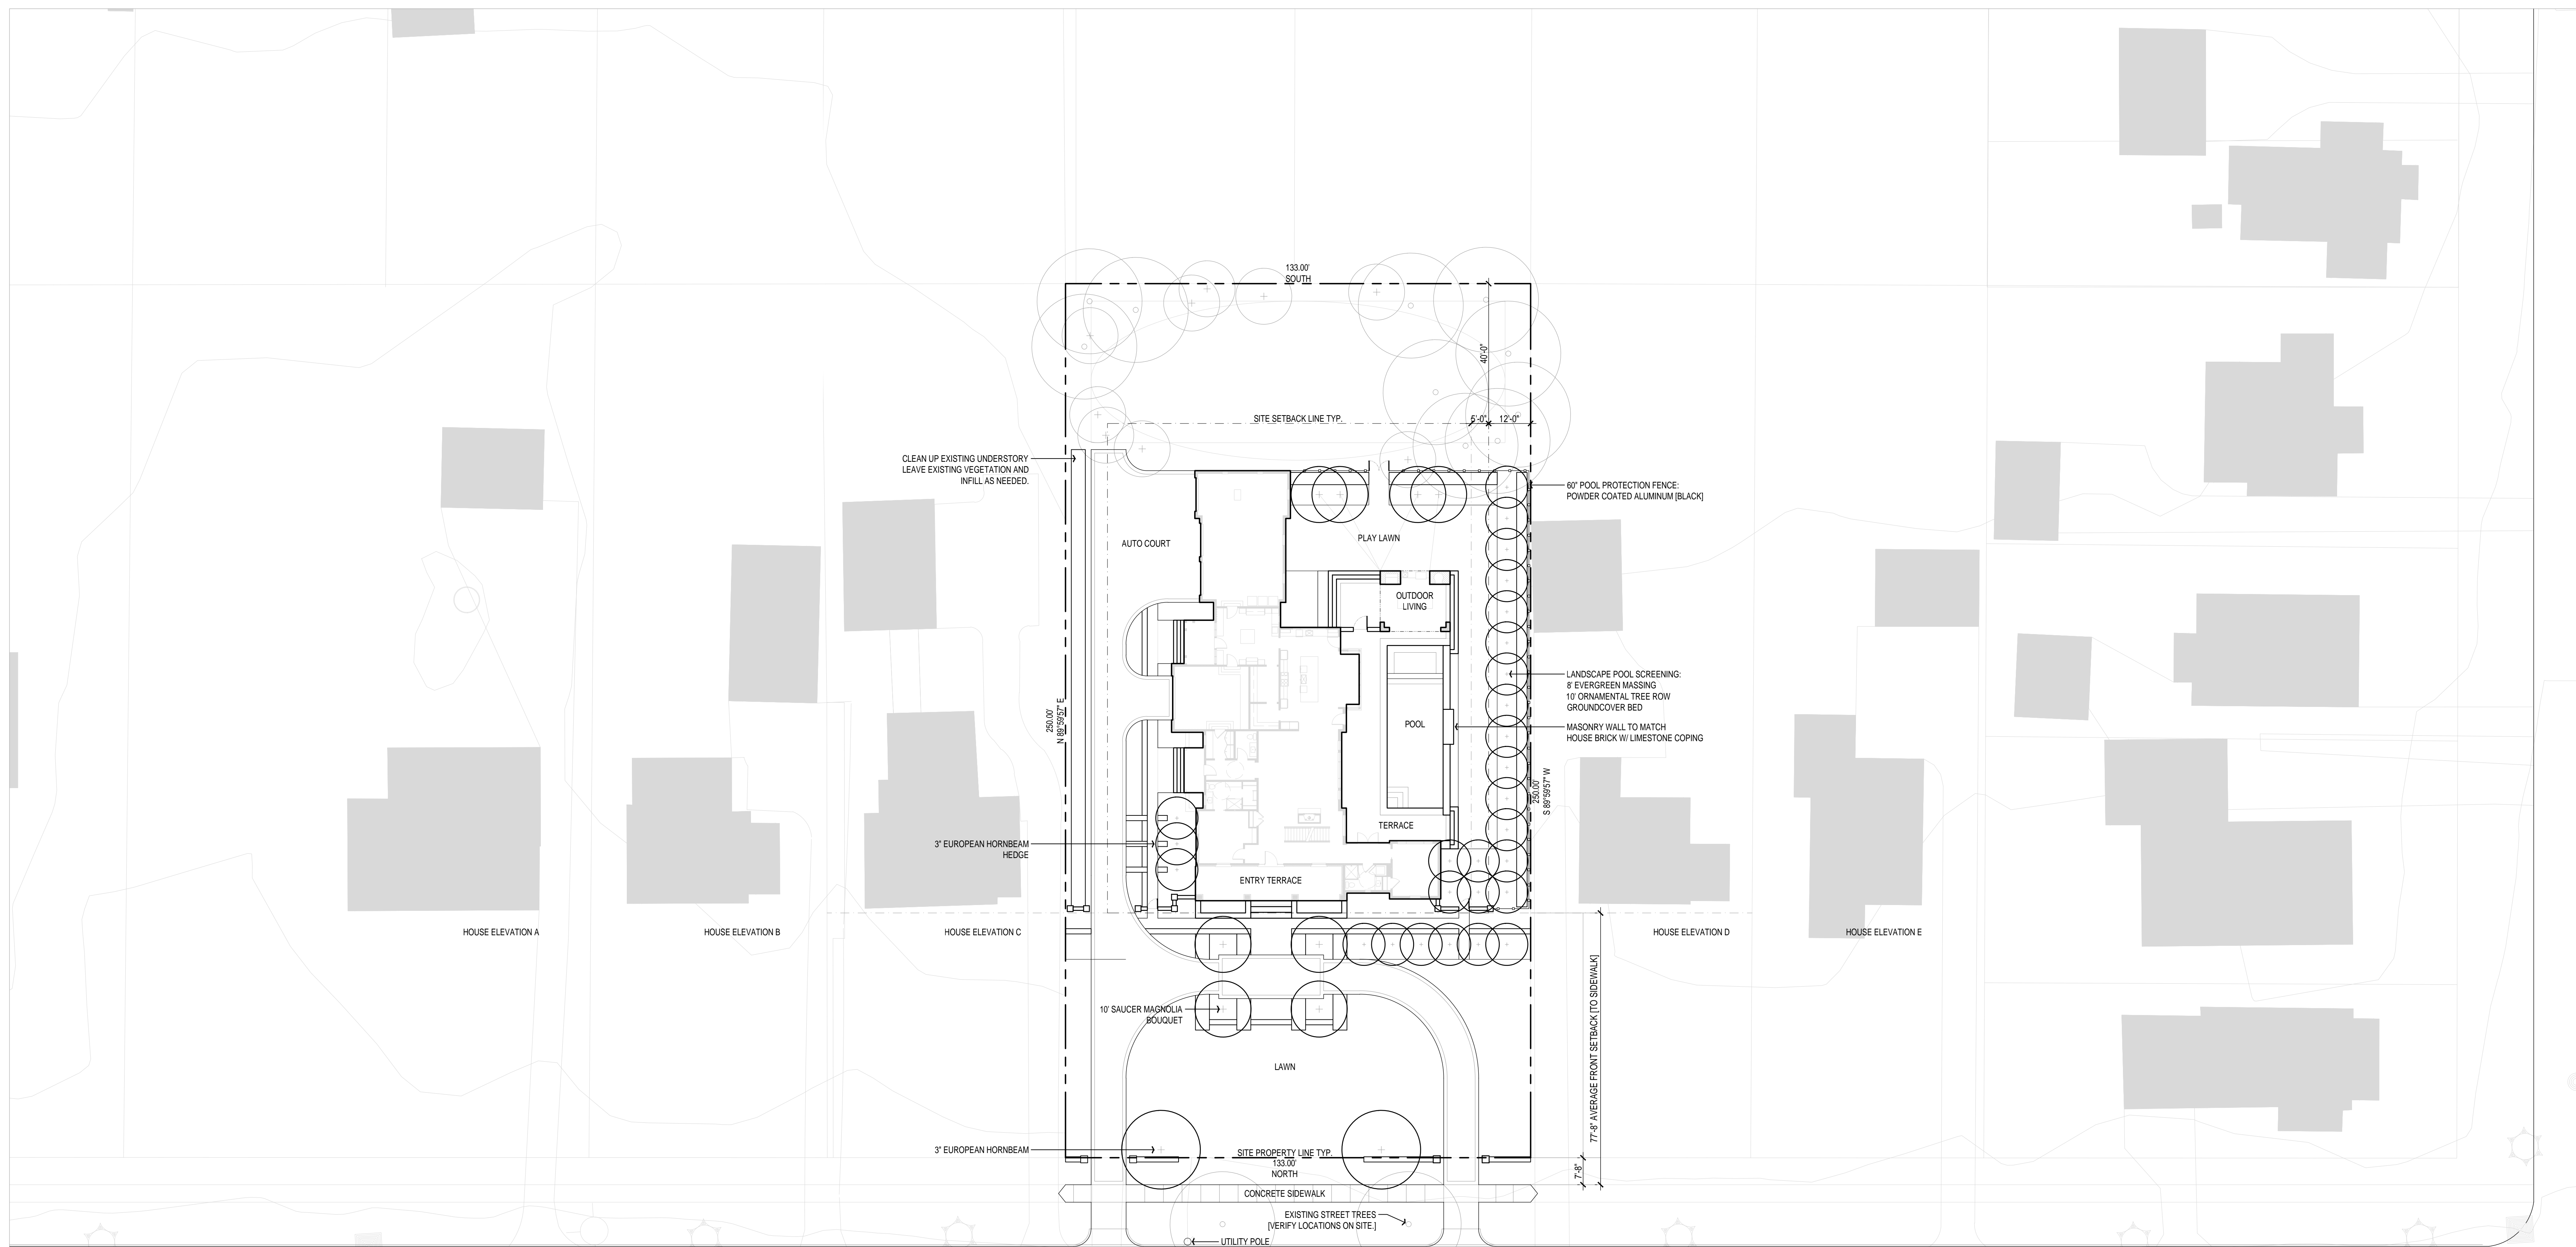 133.00'
SOUTH
40'-0"
SITE SETBACK LINE TYP.
5'-0"
12'-0"
CLEAN UP EXISTING UNDERSTORY
LEAVE EXISTING VEGETATION AND
INFILL AS NEEDED.
60" POOL PROTECTION FENCE:
POWDER COATED ALUMINUM [BLACK]
AUTO COURT
PLAY LAWN
OUTDOOR
LIVING
LANDSCAPE POOL SCREENING:
8' EVERGREEN MASSING
10' ORNAMENTAL TREE ROW
GROUNDCOVER BED
250.00'
N 89°59'57" E
POOL
MASONRY WALL TO MATCH
HOUSE BRICK W/ LIMESTONE COPING
250.00'
S 89°59'57" W
TERRACE
3" EUROPEAN HORNBEAM
HEDGE
ENTRY TERRACE
HOUSE ELEVATION A
HOUSE ELEVATION B
HOUSE ELEVATION C
HOUSE ELEVATION D
HOUSE ELEVATION E
10' SAUCER MAGNOLIA
BOUQUET
77'-8" AVERAGE FRONT SETBACK [TO SIDEWALK]
LAWN
3" EUROPEAN HORNBEAM
SITE PROPERTY LINE TYP.
133.00'
NORTH
7'-8"
CONCRETE SIDEWALK
EXISTING STREET TREES
[VERIFY LOCATIONS ON SITE.]
UTILITY POLE